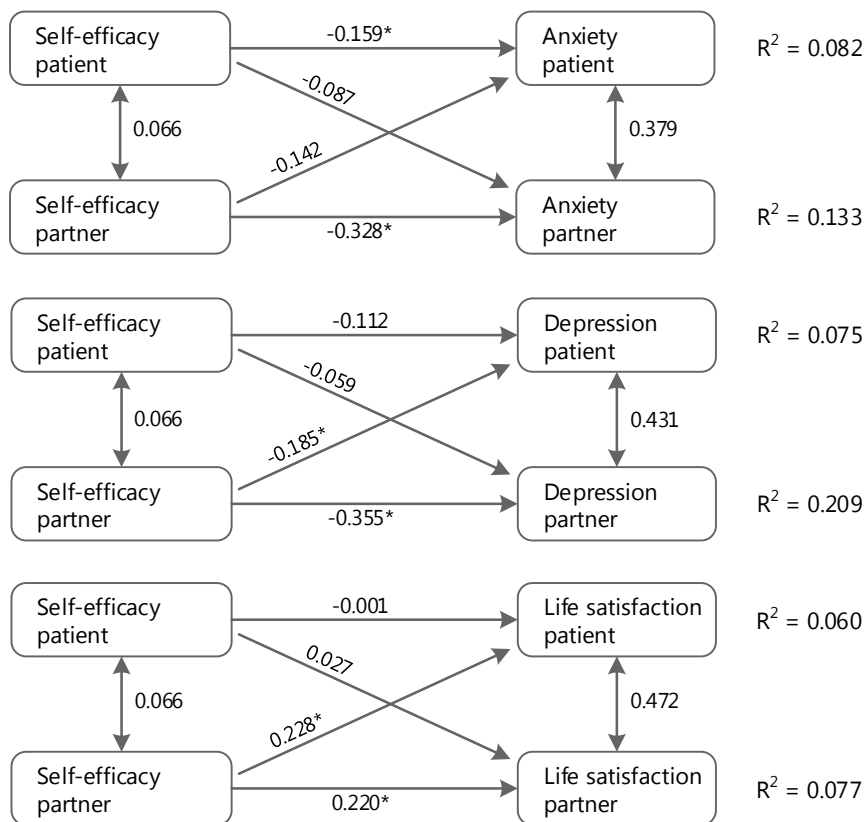 Self-efficacy
patient
-0.159*
Anxiety
patient
R² = 0.082
-0.087
0.066
0.379
-0.142
Self-efficacy
partner
-0.328*
Anxiety
partner
R² = 0.133
Self-efficacy
patient
-0.112
Depression
patient
R² = 0.075
-0.059
0.066
0.431
-0.185*
Self-efficacy
partner
-0.355*
Depression
partner
R² = 0.209
Self-efficacy
patient
-0.001
Life satisfaction
patient
R² = 0.060
0.027
0.066
0.472
0.228*
Self-efficacy
partner
0.220*
Life satisfaction
partner
R² = 0.077